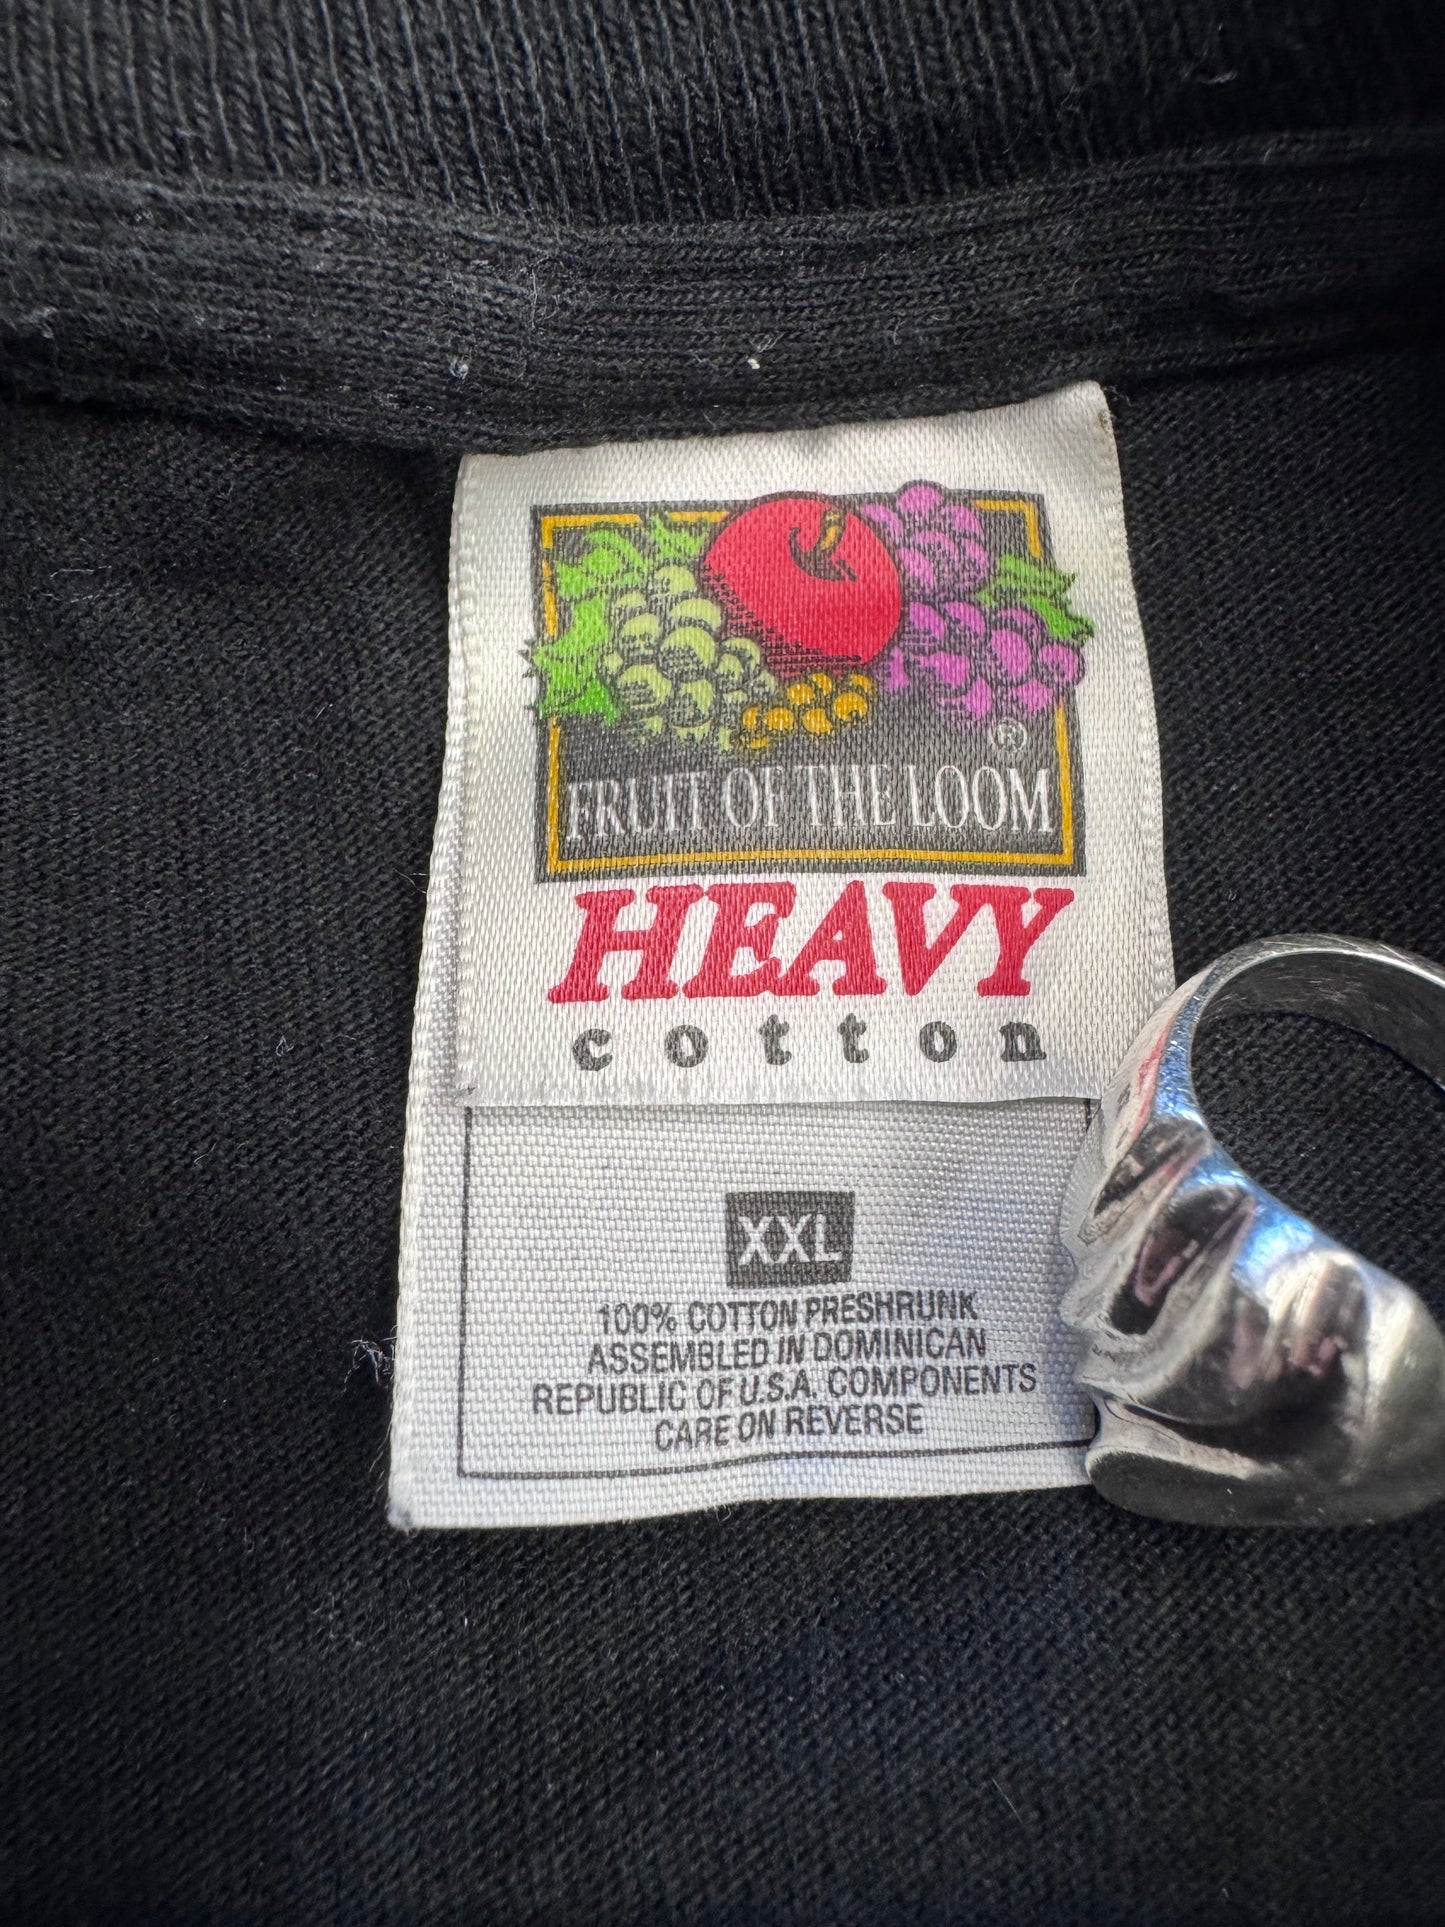 ®
FRUIT OF THE LOOM
HEAVY
cotton
XXL
100% COTTON PRESHRUNK
ASSEMBLED IN DOMINICAN
REPUBLIC OF U.S.A. COMPONENTS
CARE ON REVERSE